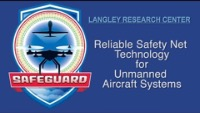 LANGLEY RESEARCH CENTER
Reliable Safety Net
Technology
for
Unmanned
Aircraft Systems
SAFEGUARD